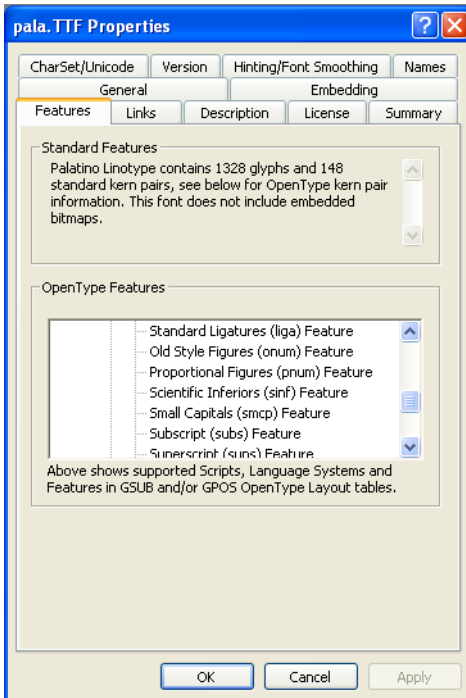 pala.TTF Properties
CharSet/Unicode Version Hinting/Font Smoothing Names
General Embedding
Features Links Description License Summary
Standard Features
Palatino Linotype contains 1328 glyphs and 148
standard kern pairs, see below for OpenType kern pair
information. This font does not include embedded
bitmaps.
OpenType Features
Standard Ligatures (liga) Feature
Old Style Figures (onum) Feature
Proportional Figures (pnum) Feature
Scientific Inferiors (sinf) Feature
Small Capitals (smcp) Feature
Subscript (subs) Feature
Superscript (sups) Feature
Above shows supported Scripts, Language Systems and
Features in GSUB and/or GPOS OpenType Layout tables.
OK Cancel Apply